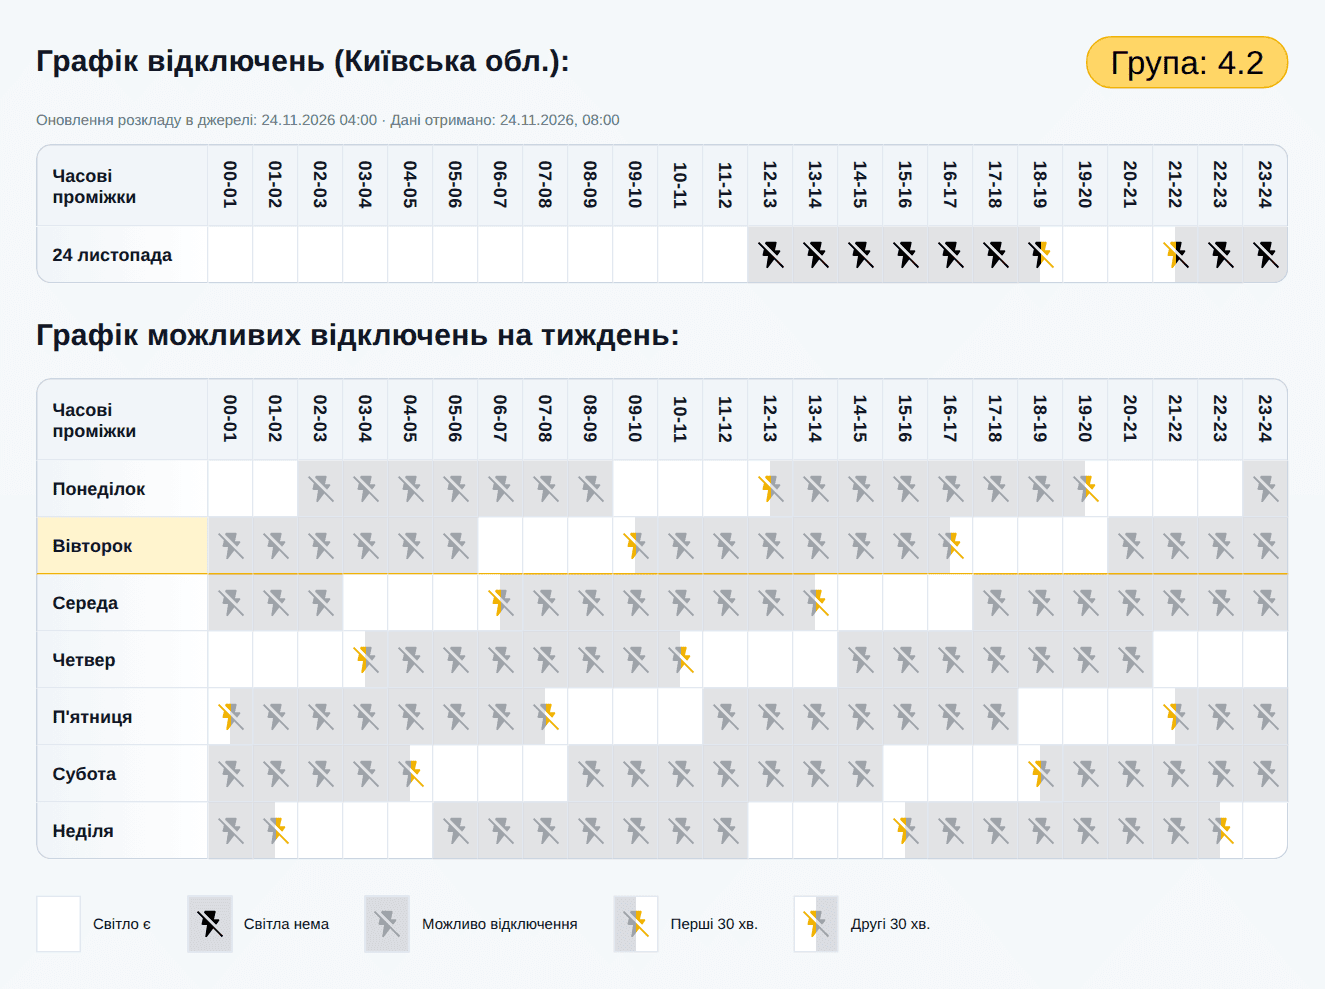 Графік відключень (Київська обл.):
Група: 4.2
Оновлення розкладу в джерелі: 24.11.2026 04:00 · Дані отримано: 24.11.2026, 08:00
Часові проміжки 00-01 01-02 02-03 03-04 04-05 05-06 06-07 07-08 08-09 09-10 10-11 11-12 12-13 13-14 14-15 15-16 16-17 17-18 18-19 19-20 20-21 21-22 22-23 23-24
24 листопада
Графік можливих відключень на тиждень:
Часові проміжки 00-01 01-02 02-03 03-04 04-05 05-06 06-07 07-08 08-09 09-10 10-11 11-12 12-13 13-14 14-15 15-16 16-17 17-18 18-19 19-20 20-21 21-22 22-23 23-24
Понеділок
Вівторок
Середа
Четвер
П'ятниця
Субота
Неділя
Світло є Світла нема Можливо відключення Перші 30 хв. Другі 30 хв.